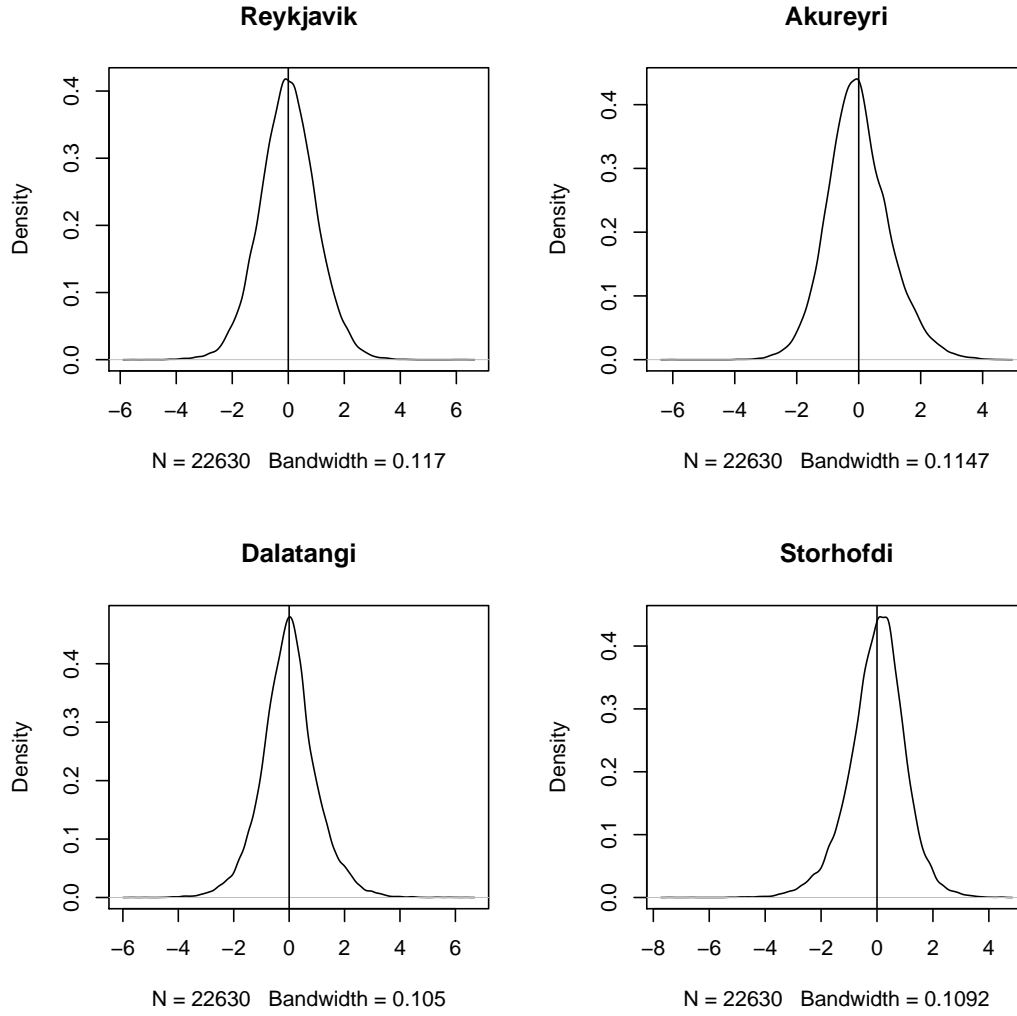 Reykjavik
Density
0.0 0.1 0.2 0.3 0.4
−6 −4 −2 0 2 4 6
N = 22630 Bandwidth = 0.117
Akureyri
Density
0.0 0.1 0.2 0.3 0.4
−6 −4 −2 0 2 4
N = 22630 Bandwidth = 0.1147
Dalatangi
Density
0.0 0.1 0.2 0.3 0.4
−6 −4 −2 0 2 4 6
N = 22630 Bandwidth = 0.105
Storhofdi
Density
0.0 0.1 0.2 0.3 0.4
−8 −6 −4 −2 0 2 4
N = 22630 Bandwidth = 0.1092